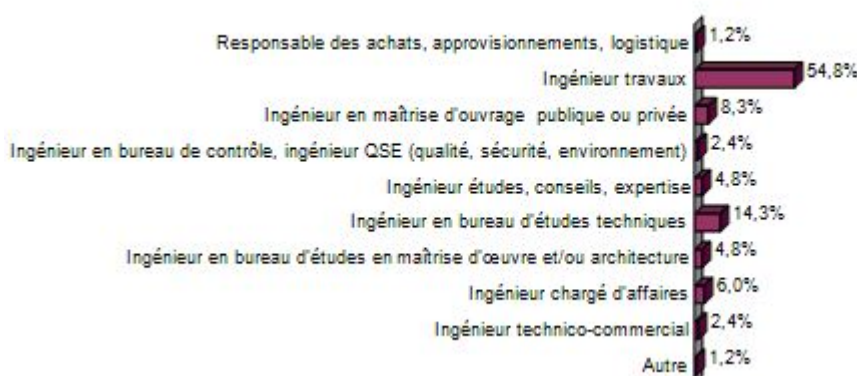 Responsable des achats, approvisionnements, logistique 1,2%
Ingénieur travaux 54,8%
Ingénieur en maîtrise d'ouvrage publique ou privée 8,3%
Ingénieur en bureau de contrôle, ingénieur QSE (qualité, sécurité, environnement) 2,4%
Ingénieur études, conseils, expertise 4,8%
Ingénieur en bureau d'études techniques 14,3%
Ingénieur en bureau d'études en maîtrise d'œuvre et/ou architecture 4,8%
Ingénieur chargé d'affaires 6,0%
Ingénieur technico-commercial 2,4%
Autre 1,2%